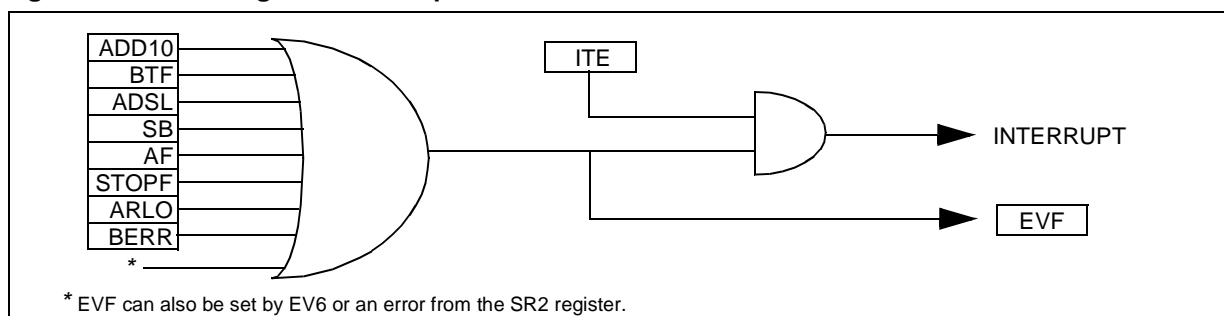 ADD10
BTF
ADSL
SB
AF
STOPF
ARLO
BERR
*
ITE
INTERRUPT
EVF
* EVF can also be set by EV6 or an error from the SR2 register.